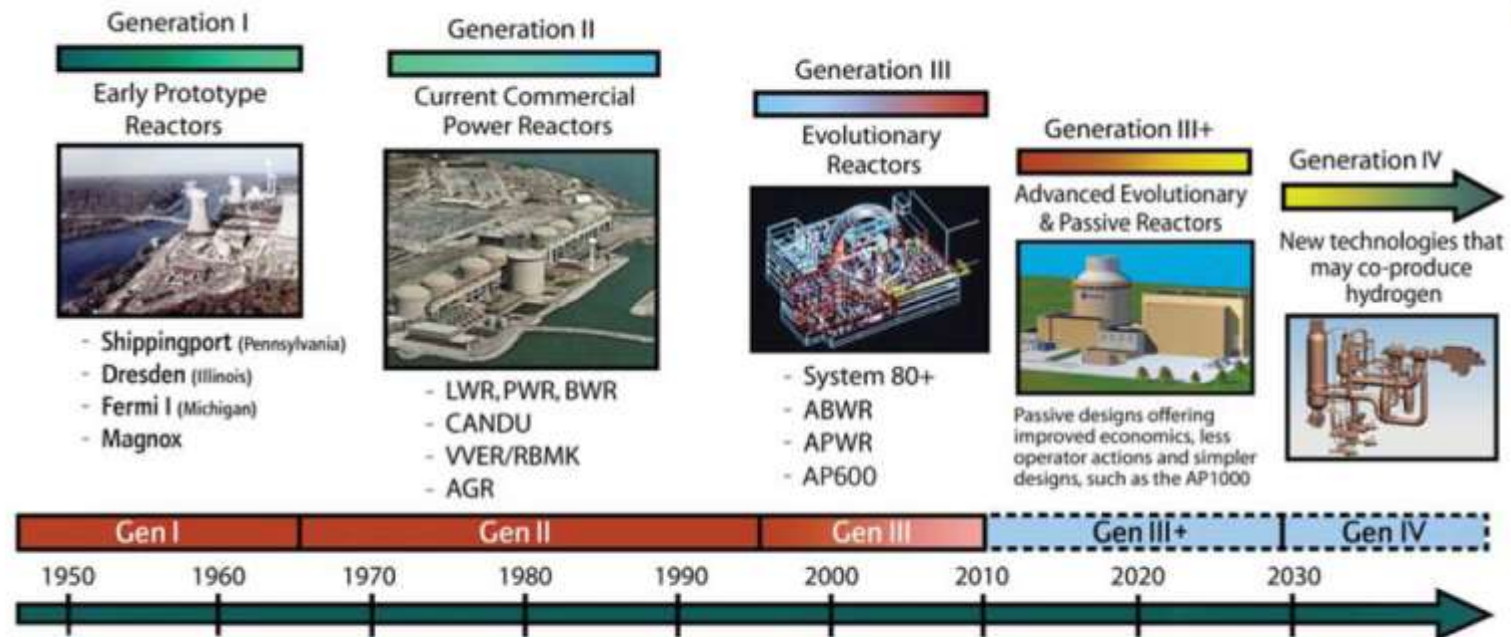 Generation I
Early Prototype
Reactors
- Shippingport (Pennsylvania)
- Dresden (Illinois)
- Fermi I (Michigan)
- Magnox
Generation II
Current Commercial
Power Reactors
- LWR, PWR, BWR
- CANDU
- VVER/RBMK
- AGR
Generation III
Evolutionary
Reactors
- System 80+
- ABWR
- APWR
- AP600
Generation III+
Advanced Evolutionary
& Passive Reactors
Passive designs offering
improved economics, less
operator actions and simpler
designs, such as the AP1000
Generation IV
New technologies that
may co-produce
hydrogen
Gen I Gen II Gen III Gen III+ Gen IV
1950 1960 1970 1980 1990 2000 2010 2020 2030